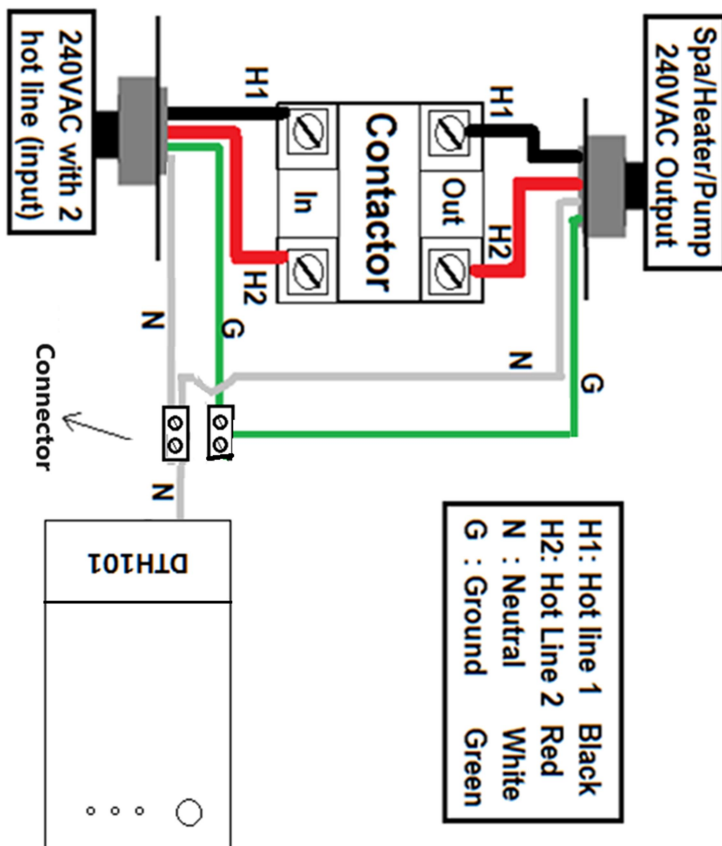 240VAC with 2
hot line (input)
Spa/Heater/Pump
240VAC Output
H1
H1
Contactor
In
Out
H2
H2
N
G
N
G
Connector
N
DTH101
H1: Hot line 1 Black
H2: Hot Line 2 Red
N : Neutral White
G : Ground Green